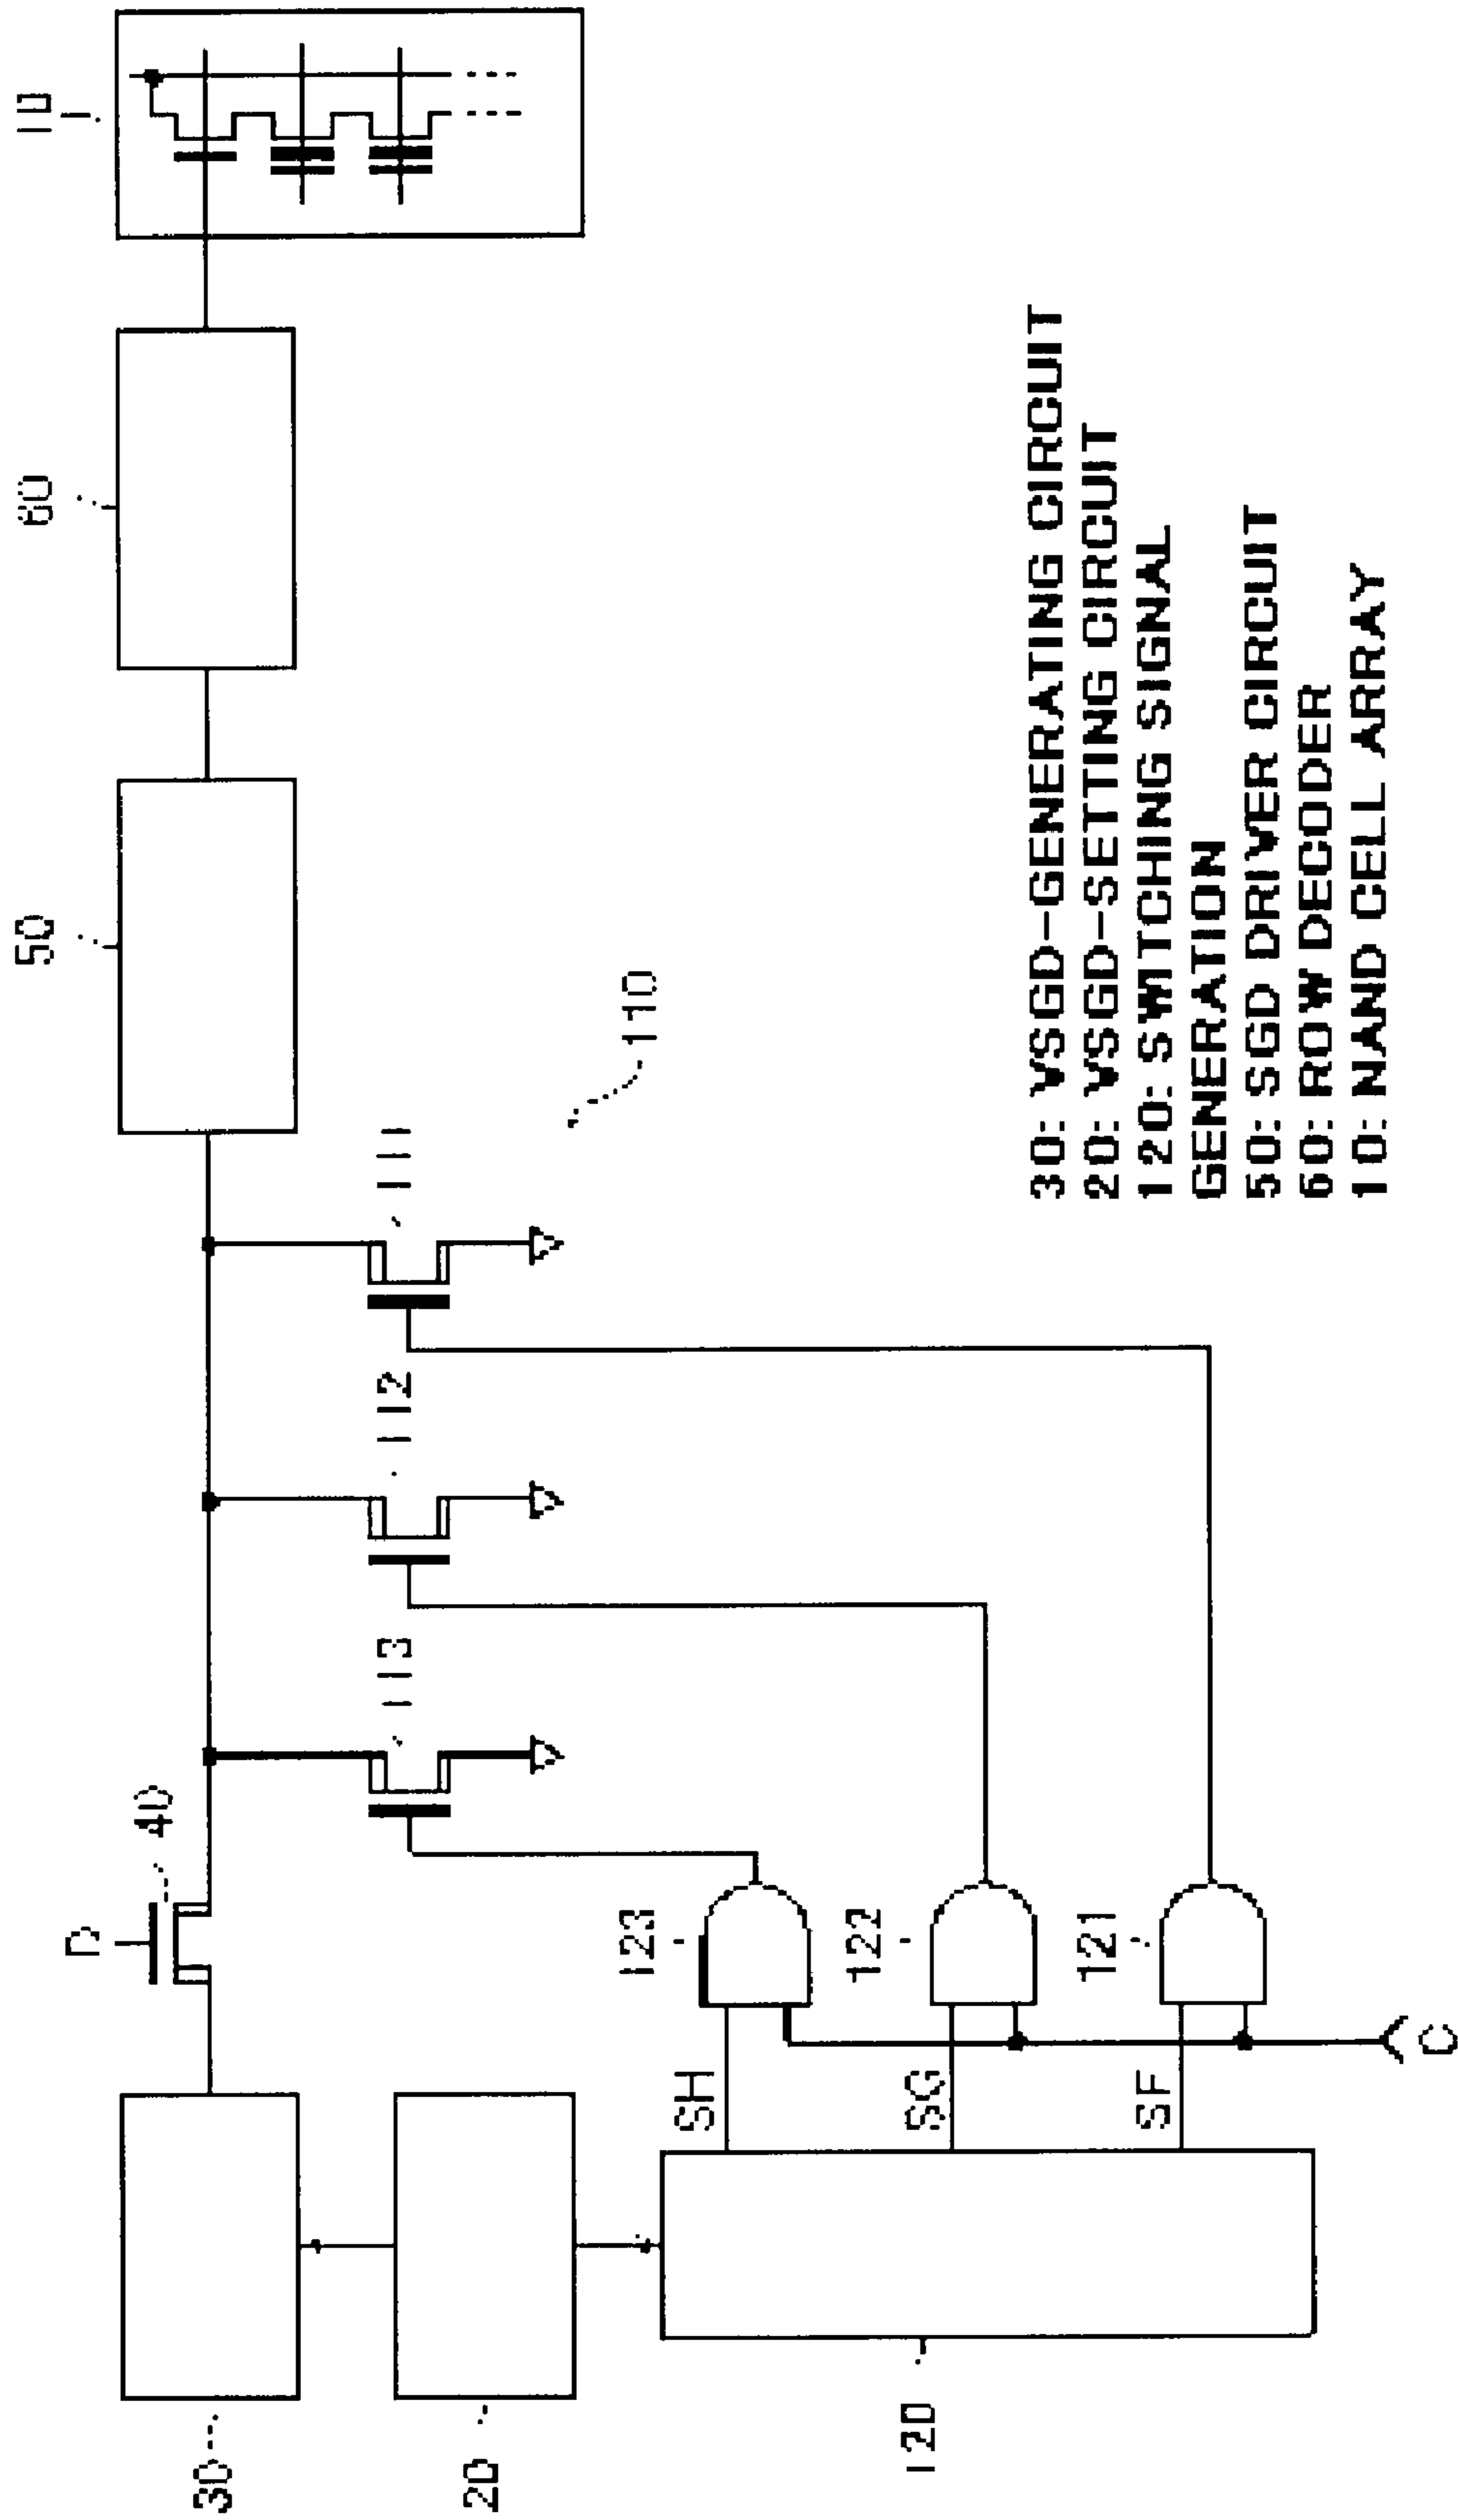 10
60
50
110
111
112
113
40
D
123
122
121
SH
SG
SF
C
30
20
120
30: VSGD-GENERATING CIRCUIT
20: VSGD-SETTING CIRCUIT
120: SWITCHING SIGNAL
GENERATION
50: SGD DRIVER CIRCUIT
60: ROW DECODER
10: NAND CELL ARRAY